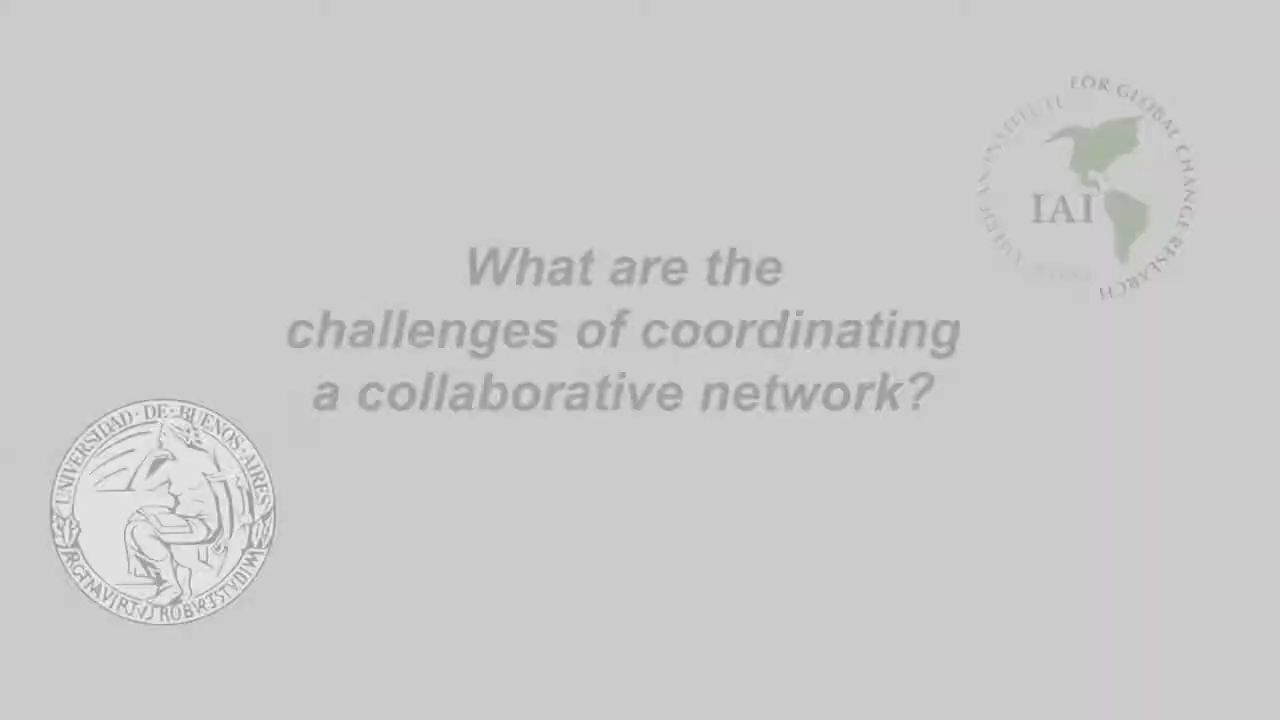 FOR GLOBAL CHANGE RESEARCH
IAI
What are the
challenges of coordinating
a collaborative network?
UNIVERSIDAD·DE·BUENOS·AIRES